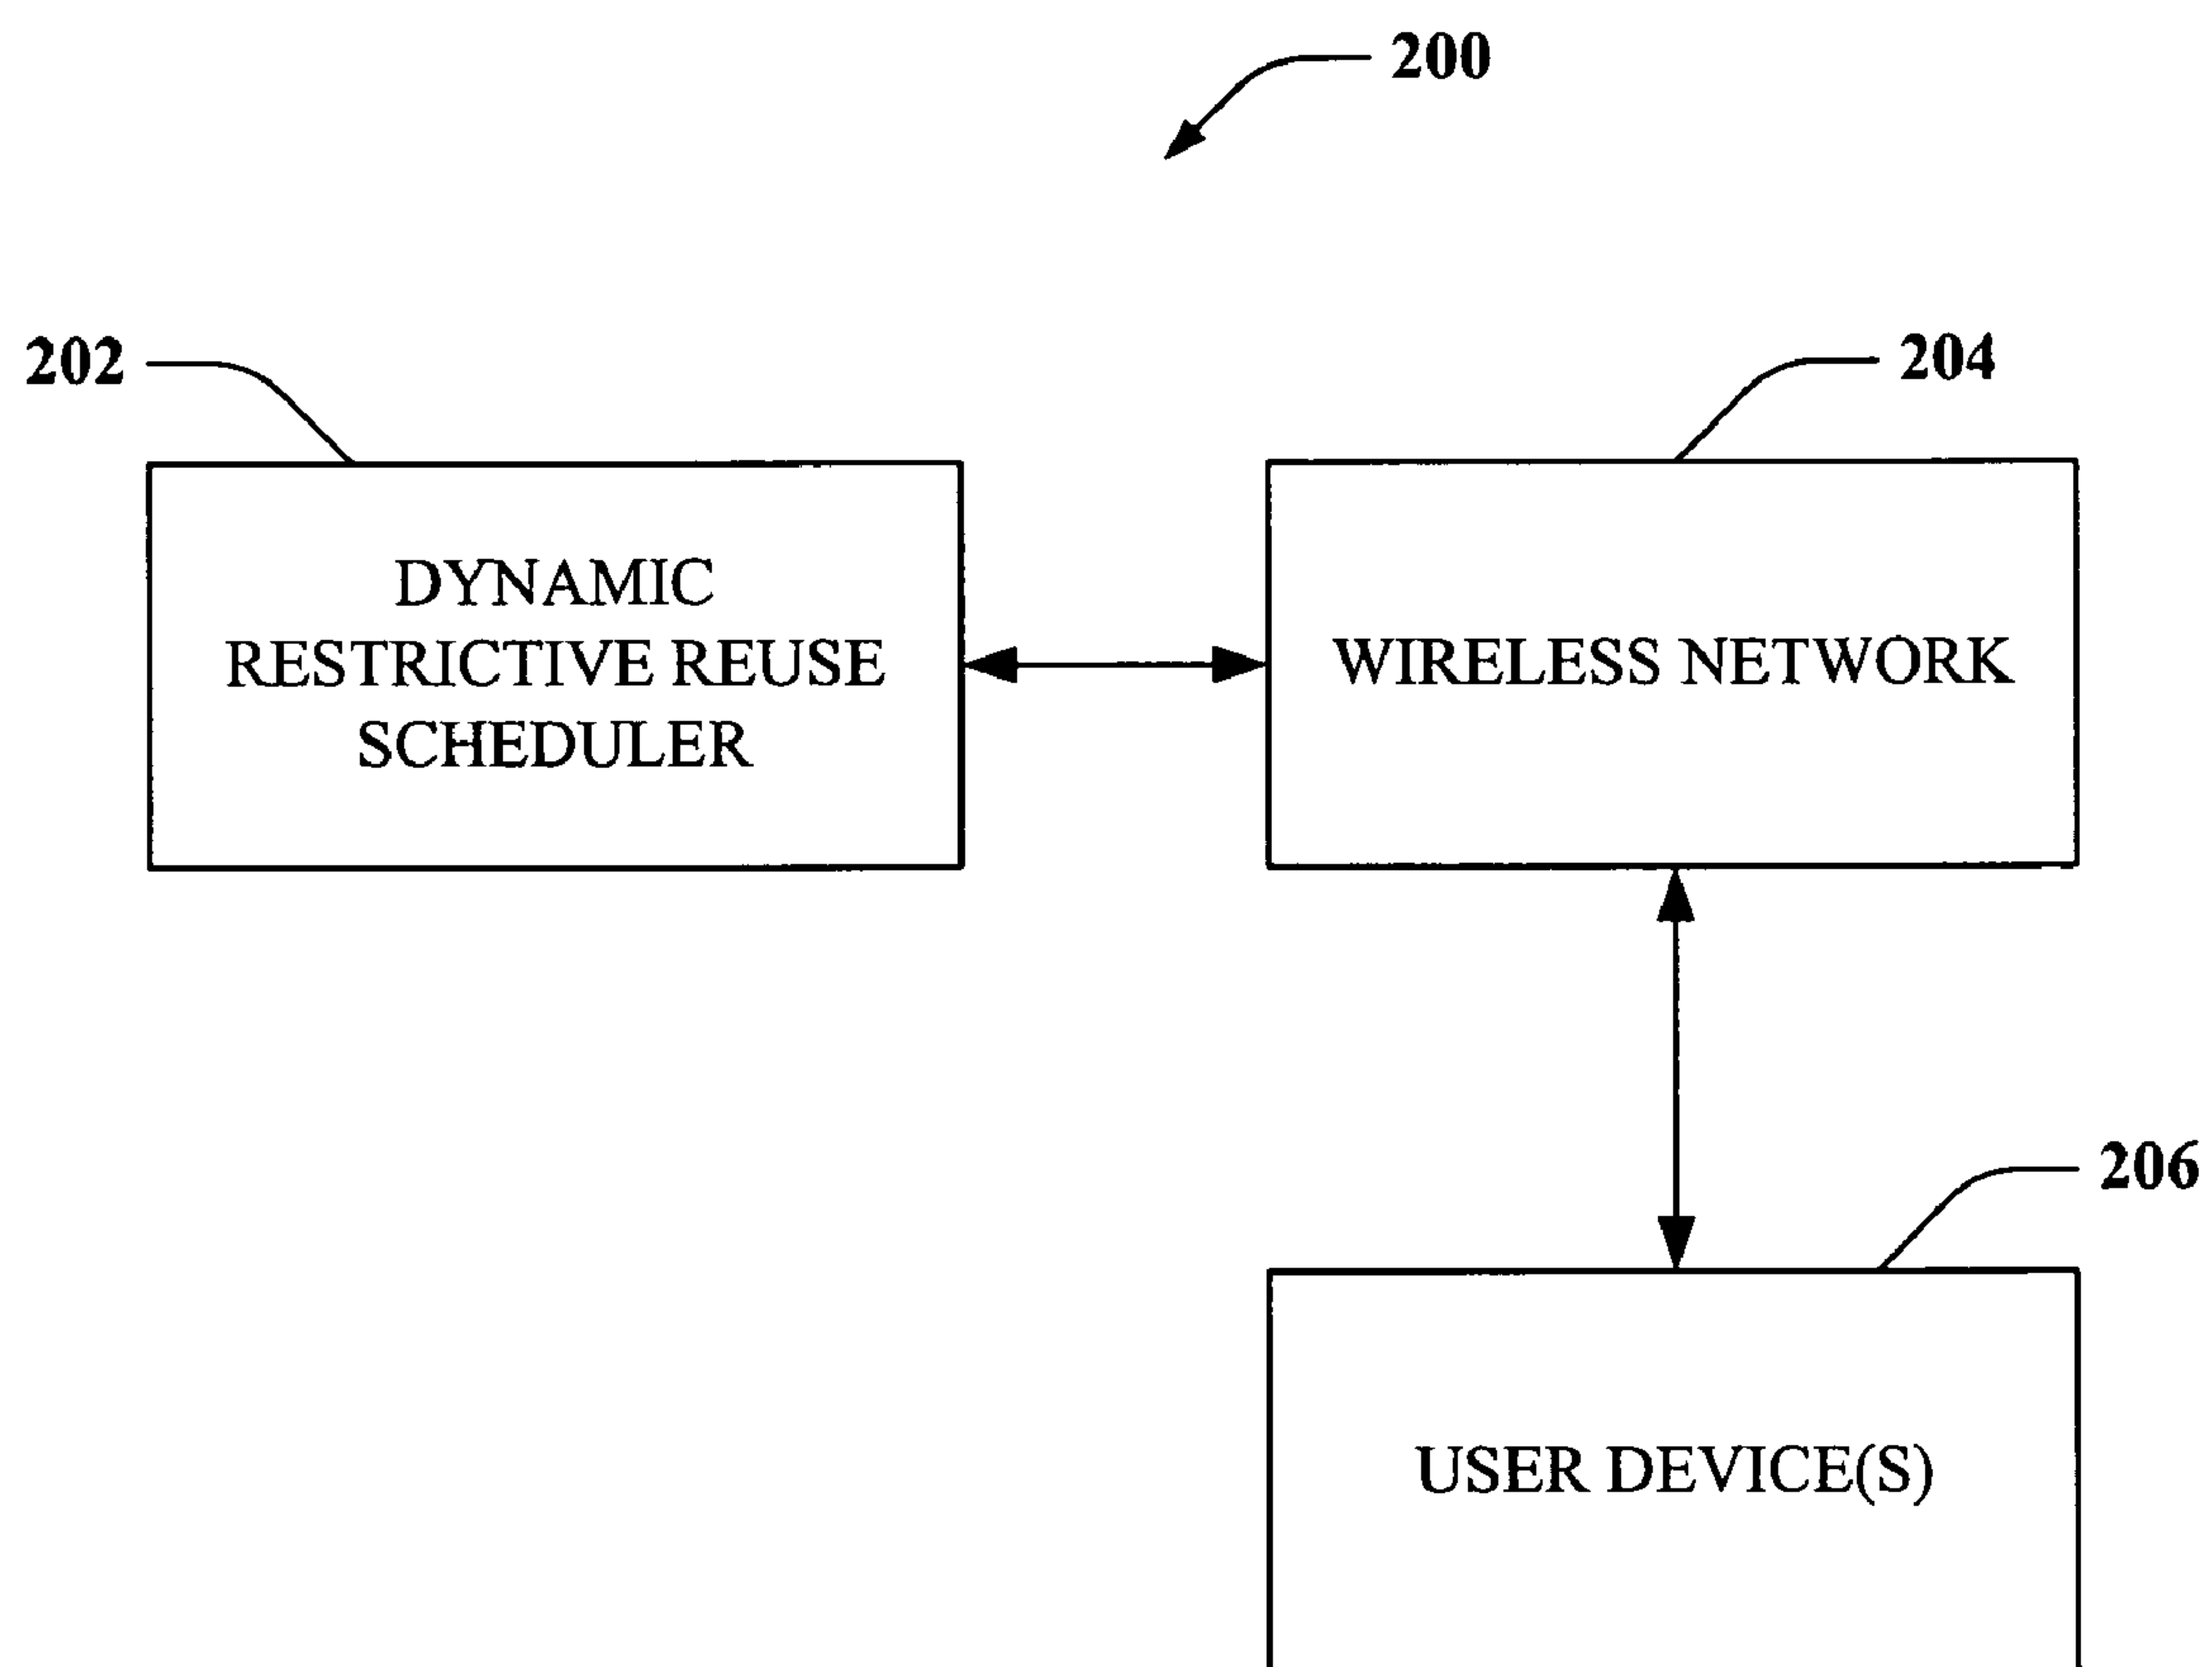 200
202
204
DYNAMIC
RESTRICTIVE REUSE
SCHEDULER
WIRELESS NETWORK
206
USER DEVICE(S)